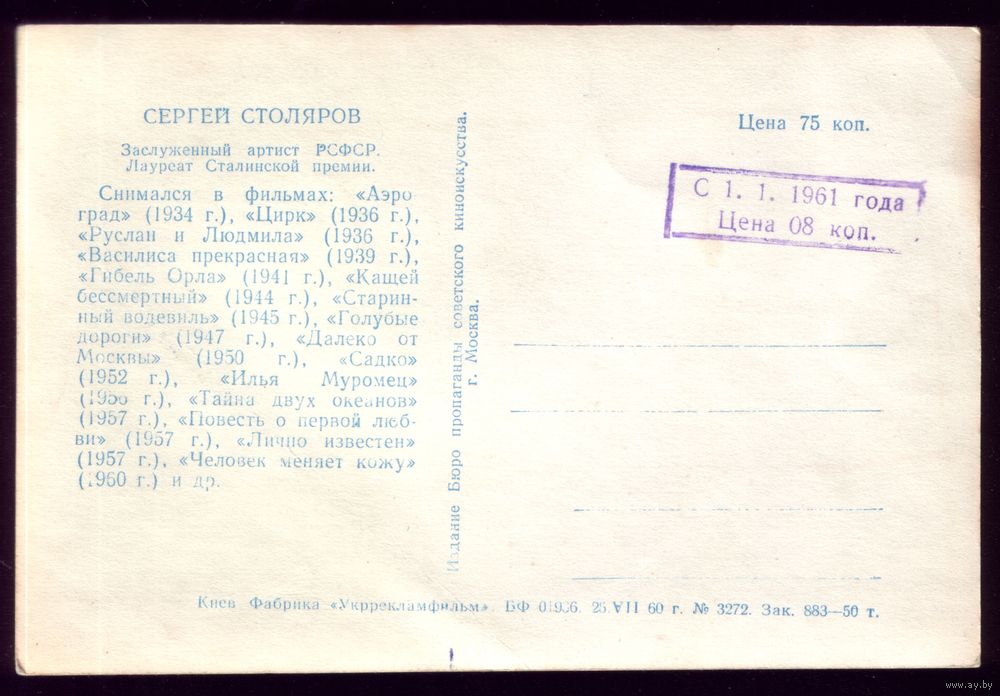 СЕРГЕЙ СТОЛЯРОВ
Заслуженный артист РСФСР.
Лауреат Сталинской премии.
Снимался в фильмах: «Аэро
град» (1934 г.), «Цирк» (1936 г.),
«Руслан и Людмила» (1936 г.),
«Василиса прекрасная» (1939 г.),
«Гибель Орла» (1941 г.), «Кащей
бессмертный» (1944 г.), «Старин-
ный водевиль» (1945 г.), «Голубые
дороги» (1947 г.), «Далеко от
Москвы» (1950 г.), «Садко»
(1952 г.), «Илья Муромец»
(1956 г.), «Тайна двух океанов»
(1957 г.), «Повесть о первой люб-
ви» (1957 г.), «Лично известен»
(1957 г.), «Человек меняет кожу»
(1960 г.) и др.
Издание Бюро пропаганды советского киноискусства.
г. Москва.
Цена 75 коп.
С 1. 1. 1961 года
Цена 08 коп.
Киев Фабрика «Укррекламфильм». БФ 01966. 25.VII 60 г. № 3272. Зак. 883—50 т.
www.ay.by